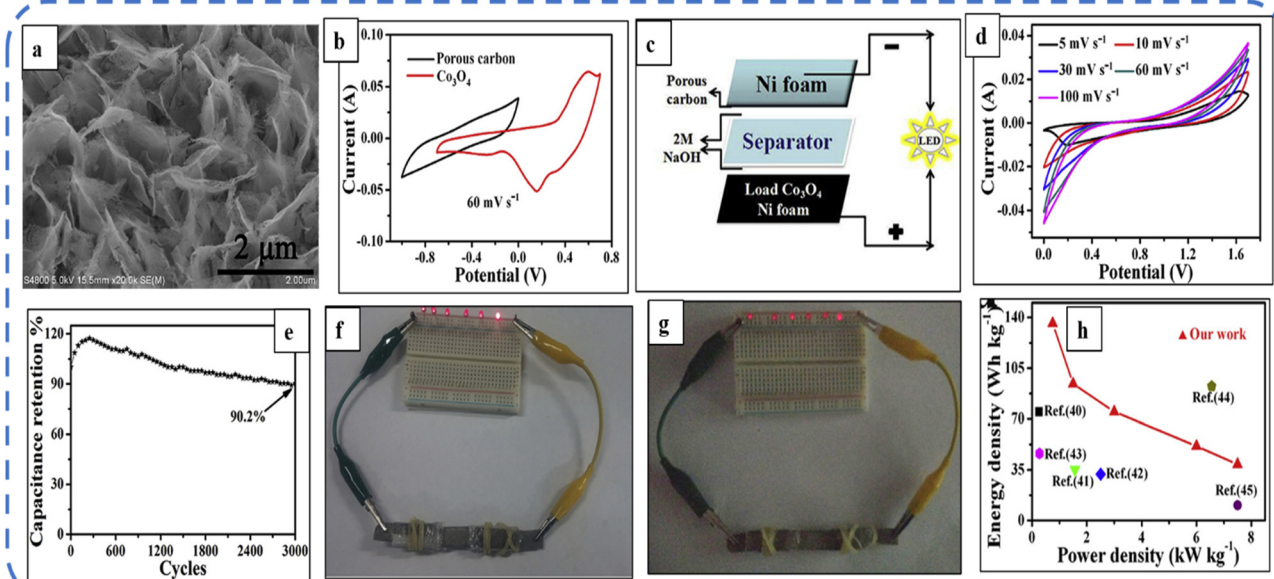 a
2 μm
S4800 5.0kV 15.5mm x20.0k SE(M)
2.00um
b
Porous carbon
Co₃O₄
60 mV s⁻¹
Current (A)
0.10
0.05
0.00
-0.05
-0.10
-0.8
-0.4
0.0
0.4
0.8
Potential (V)
c
Porous
carbon
Ni foam
2M
NaOH
Separator
Load Co₃O₄
Ni foam
LED
−
+
d
5 mV s⁻¹
10 mV s⁻¹
30 mV s⁻¹
60 mV s⁻¹
100 mV s⁻¹
Current (A)
0.04
0.02
0.00
-0.02
-0.04
0.0
0.4
0.8
1.2
1.6
Potential (V)
e
Capacitance retention %
120
90
60
30
0
90.2%
0
600
1200
1800
2400
3000
Cycles
f
g
h
Energy density (Wh kg⁻¹)
140
105
70
35
0
Our work
Ref.(44)
Ref.(40)
Ref.(43)
Ref.(41)
Ref.(42)
Ref.(45)
0
2
4
6
8
Power density (kW kg⁻¹)